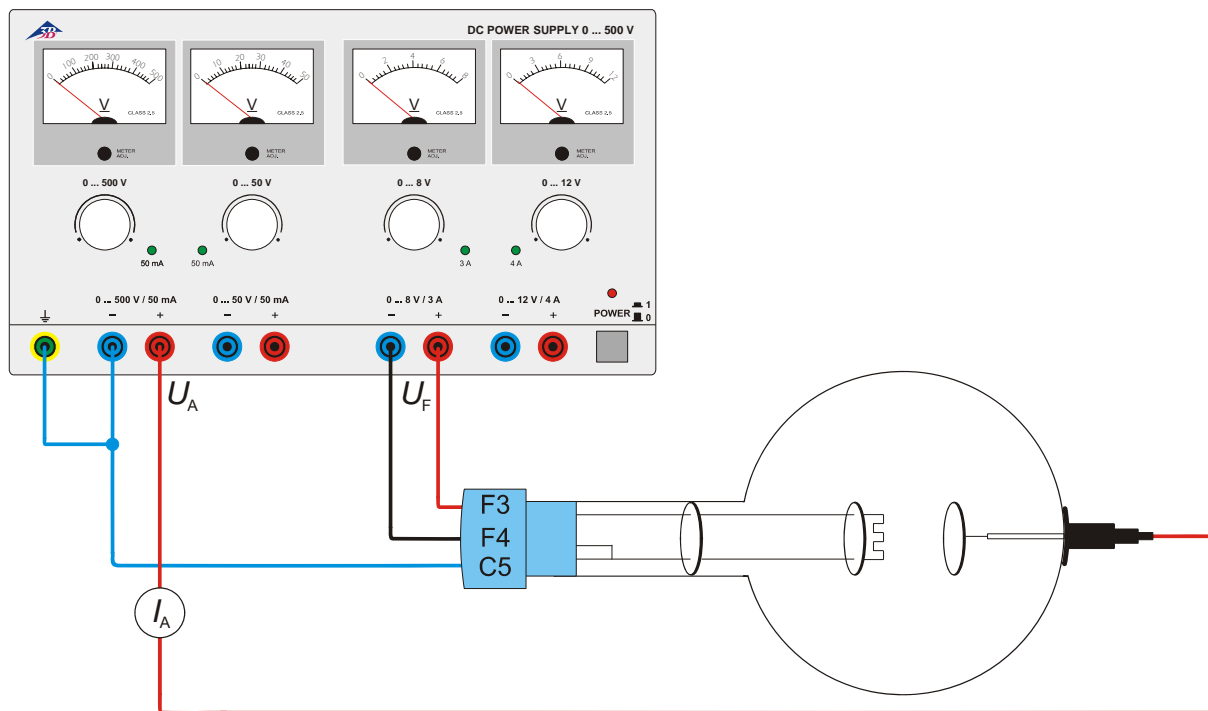 3B
DC POWER SUPPLY 0 ... 500 V
0 100 200 300 400 500
V
CLASS 2,5
METER
ADJ.
0 10 20 30 40 50
V
CLASS 2,5
METER
ADJ.
0 2 4 6 8
V
CLASS 2,5
METER
ADJ.
0 3 6 9 12
V
CLASS 2,5
METER
ADJ.
0 ... 500 V
0 ... 50 V
0 ... 8 V
0 ... 12 V
50 mA
50 mA
3 A
4 A
0 ... 500 V / 50 mA
0 ... 50 V / 50 mA
0 ... 8 V / 3 A
0 ... 12 V / 4 A
POWER
1
0
− +
− +
− +
− +
UA
UF
F3
F4
C5
IA